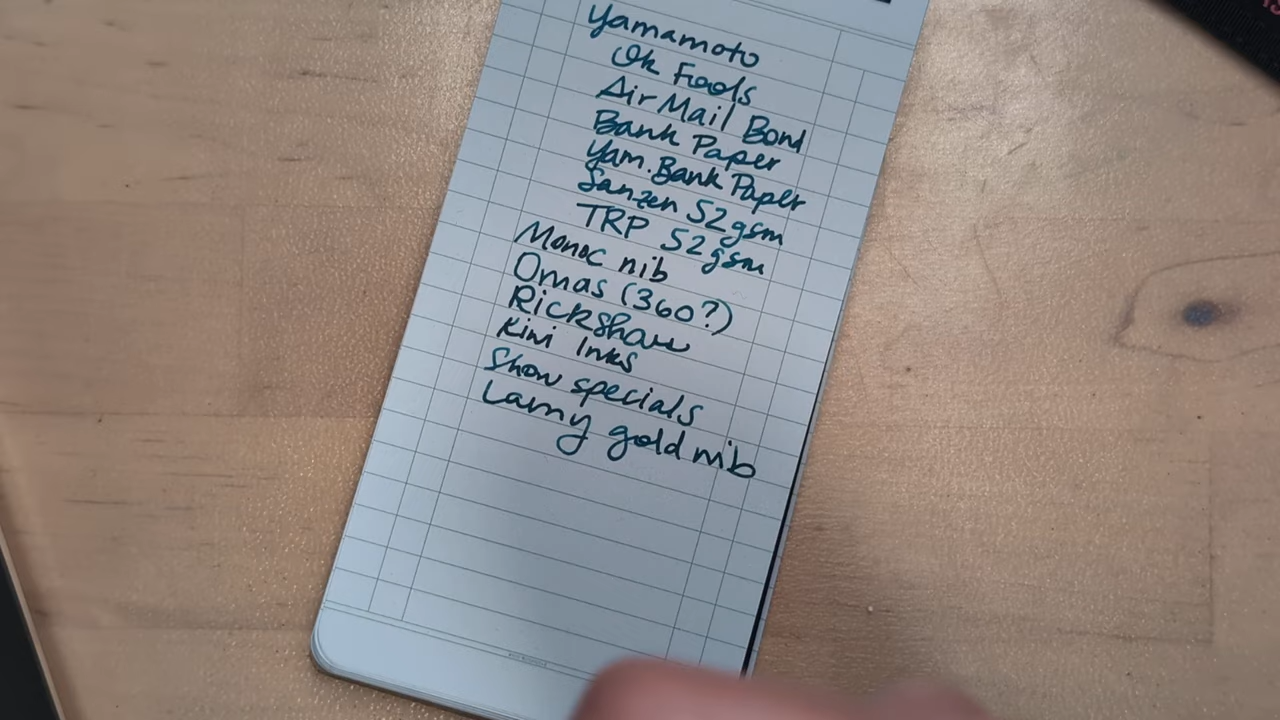 Yamamoto
Ok Fools
Air Mail Bond
Bank Paper
Yam. Bank Paper
Sanzen 52gsm
TRP 52gsm
Monoc nib
Omas (360?)
Rickshaw
Kiwi Inks
Show specials
Lamy gold nib